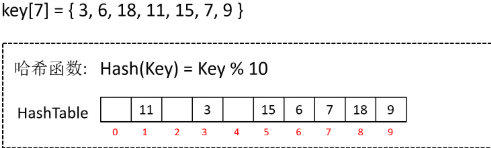 key[7] = { 3, 6, 18, 11, 15, 7, 9 }
哈希函数: Hash(Key) = Key % 10
HashTable 11 3 15 6 7 18 9
0 1 2 3 4 5 6 7 8 9